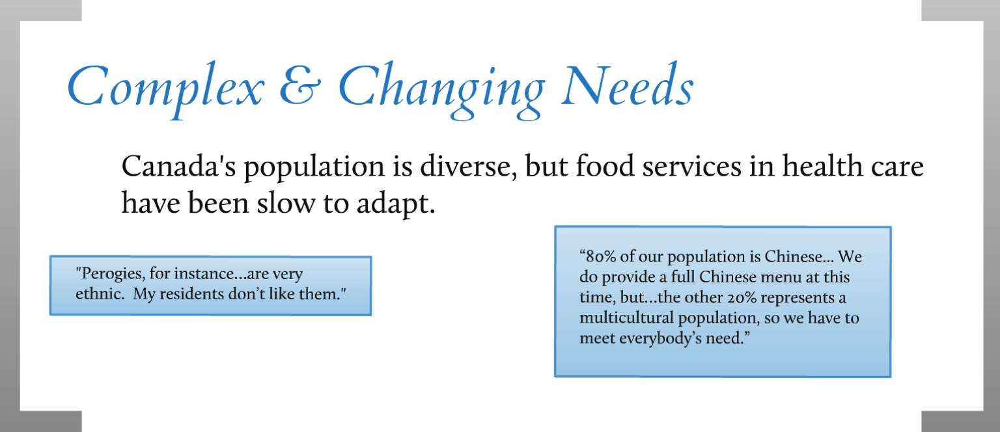 Complex & Changing Needs
Canada's population is diverse, but food services in health care
have been slow to adapt.
"Perogies, for instance...are very
ethnic.  My residents don’t like them."
“80% of our population is Chinese... We
do provide a full Chinese menu at this
time, but...the other 20% represents a
multicultural population, so we have to
meet everybody’s need.”